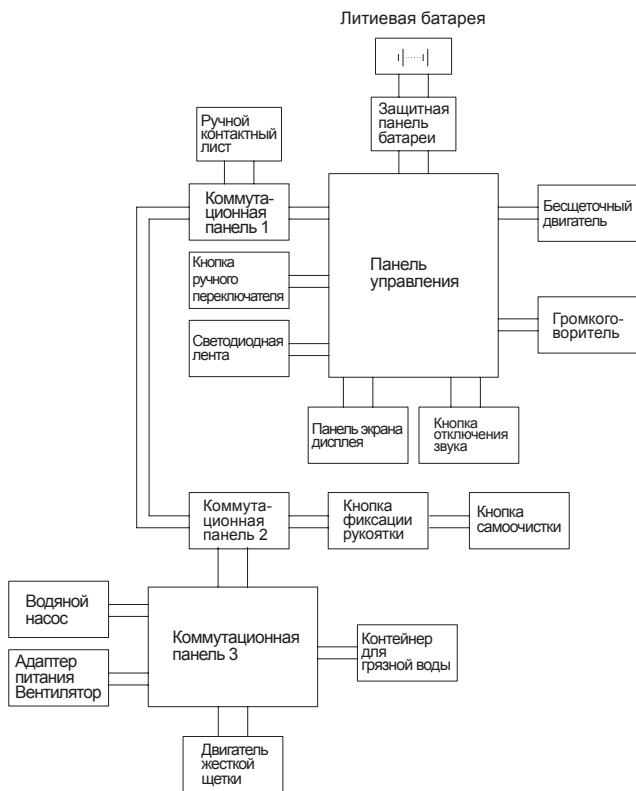 Литиевая батарея
Защитная
панель
батареи
Ручной
контактный
лист
Коммута-
ционная
панель 1
Бесщеточный
двигатель
Панель
управления
Кнопка
ручного
переключателя
Громкого-
воритель
Светодиодная
лента
Панель экрана
дисплея
Кнопка
отключения
звука
Коммута-
ционная
панель 2
Кнопка
фиксации
рукоятки
Кнопка
самоочистки
Водяной
насос
Коммутационная
панель 3
Контейнер
для
грязной воды
Адаптер
питания
Вентилятор
Двигатель
жесткой
щетки